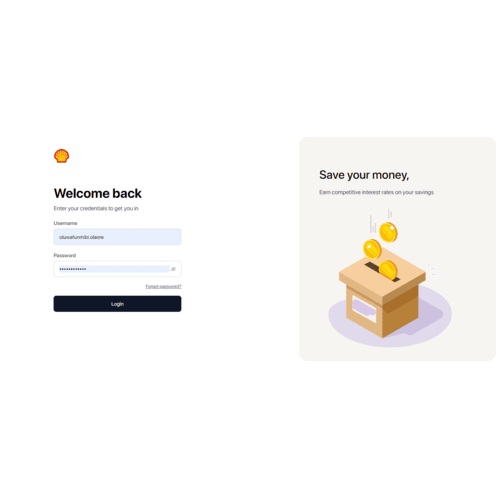 Welcome back
Enter your credentials to get you in
Username
oluwafunmibi.olaore
Password
••••••••••••
Forgot password?
Login
Save your money,
Earn competitive interest rates on your savings